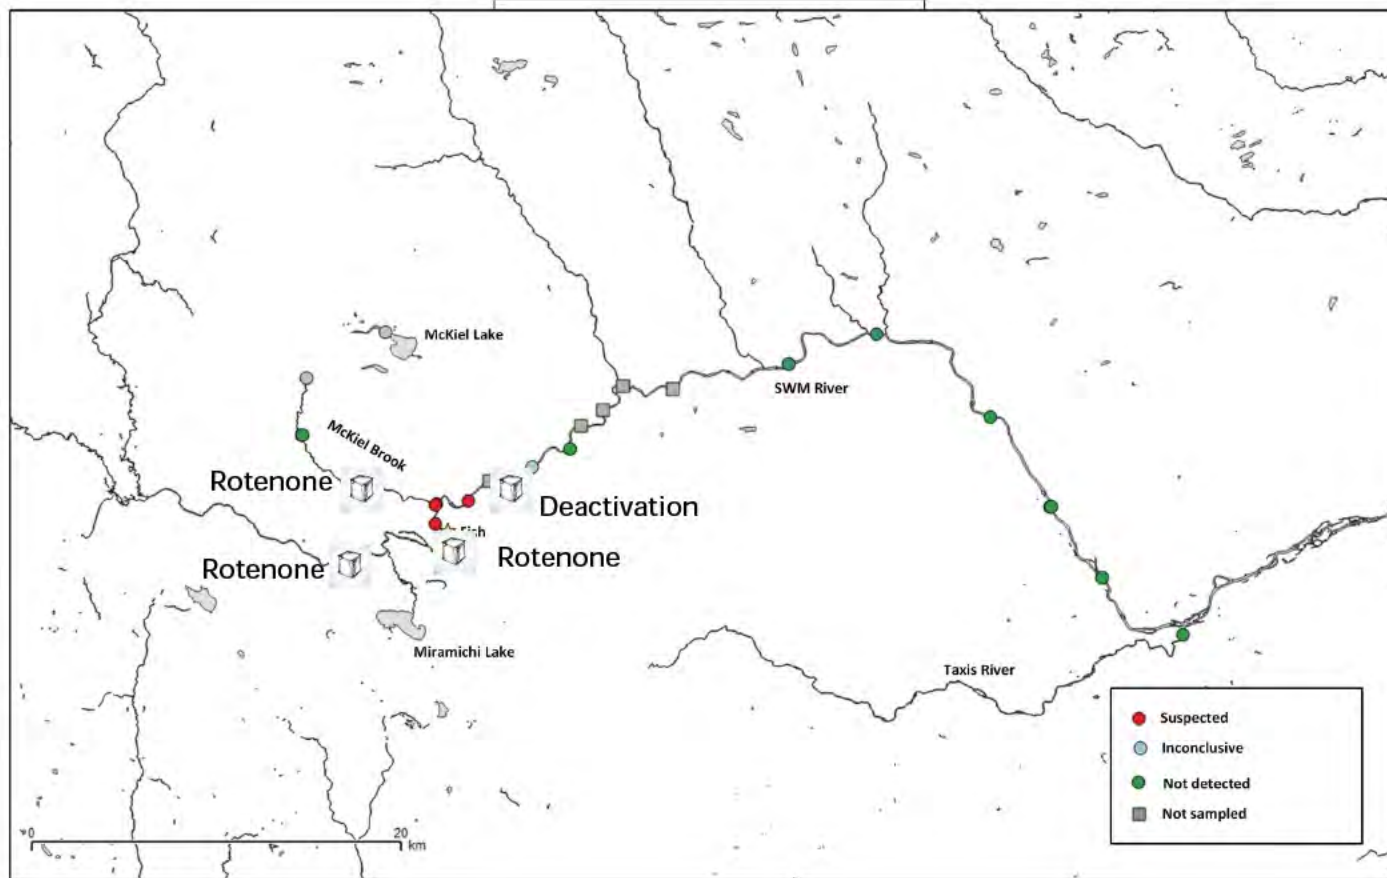 McKiel Lake
SWM River
McKiel Brook
Rotenone
Deactivation
Fish
Rotenone
Rotenone
Miramichi Lake
Taxis River
Suspected
Inconclusive
Not detected
Not sampled
0
20
km